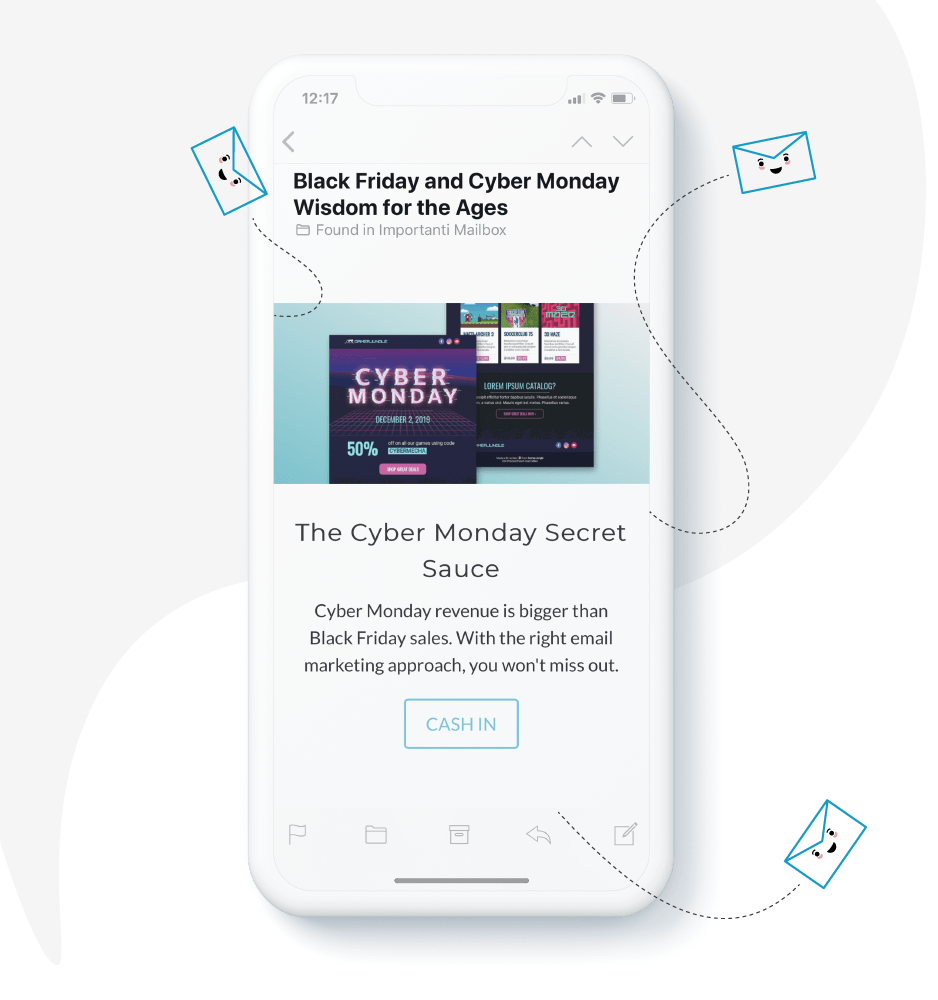 12:17
Black Friday and Cyber Monday
Wisdom for the Ages
Found in Importanti Mailbox
SOCCERCLUB 75
3D MAZE
CYBER
MONDAY
DECEMBER 2, 2019
50%
off on all our games using code
CYBERMECHA
SHOP GREAT DEALS
LOREM IPSUM CATALOG?
The Cyber Monday Secret
Sauce
Cyber Monday revenue is bigger than
Black Friday sales. With the right email
marketing approach, you won't miss out.
CASH IN